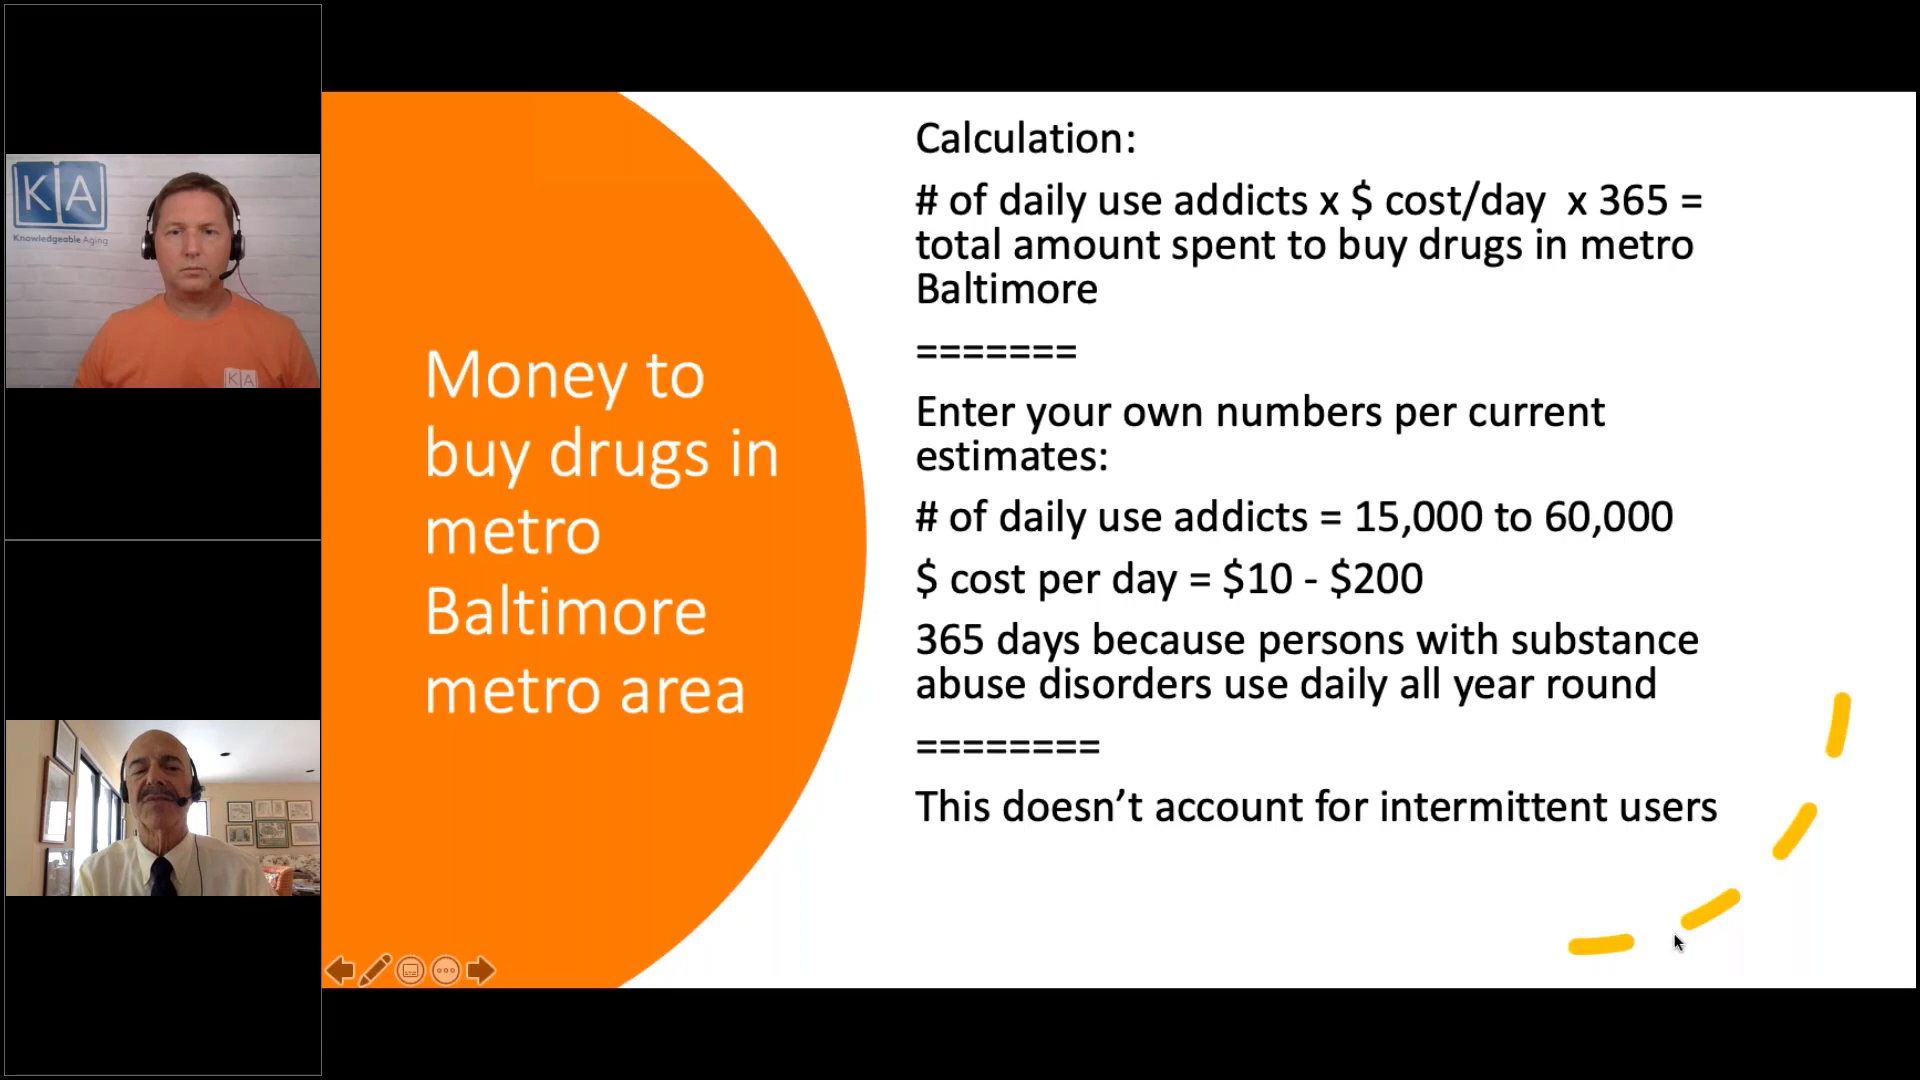 K A
Knowledgeable Aging
K A
Money to
buy drugs in
metro
Baltimore
metro area
Calculation:
# of daily use addicts x $ cost/day x 365 =
total amount spent to buy drugs in metro
Baltimore
=======
Enter your own numbers per current
estimates:
# of daily use addicts = 15,000 to 60,000
$ cost per day = $10 - $200
365 days because persons with substance
abuse disorders use daily all year round
========
This doesn’t account for intermittent users